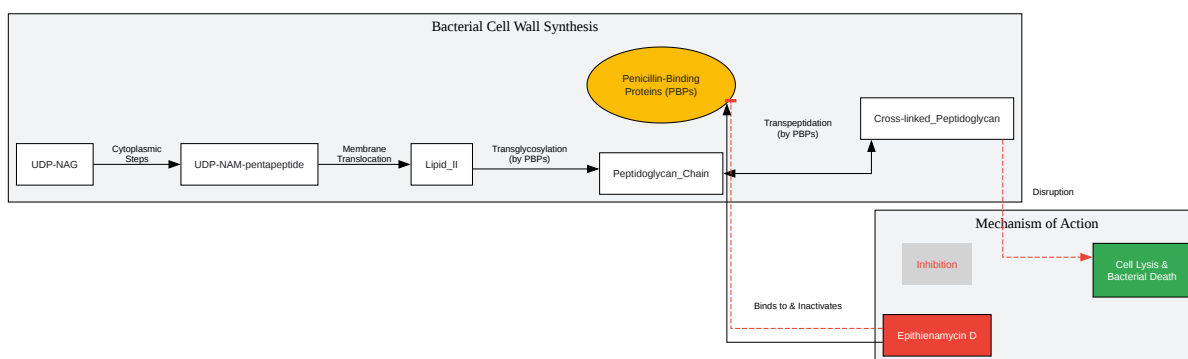 Bacterial Cell Wall Synthesis
Penicillin-Binding
Proteins (PBPs)
Transpeptidation
(by PBPs)
Cross-linked_Peptidoglycan
UDP-NAG
Cytoplasmic
Steps
UDP-NAM-pentapeptide
Membrane
Translocation
Lipid_II
Transglycosylation
(by PBPs)
Peptidoglycan_Chain
Disruption
Mechanism of Action
Inhibition
Cell Lysis &
Bacterial Death
Binds to & Inactivates
Epithienamycin D